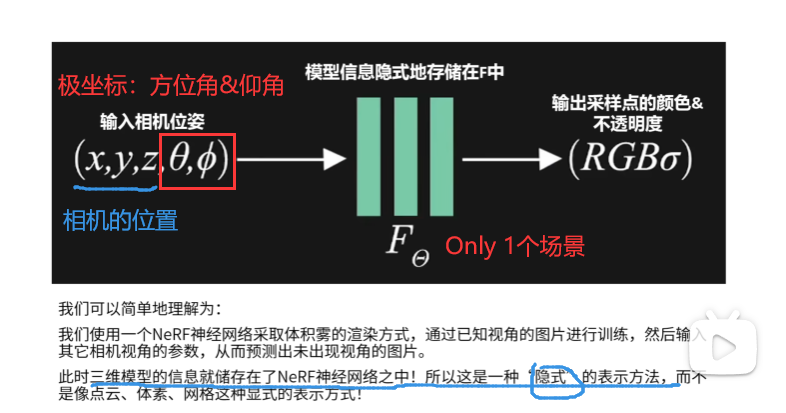 模型信息隐式地存储在F中
极坐标：方位角&仰角
输出采样点的颜色&
不透明度
输入相机位姿
(x,y,z,θ,ϕ)
(RGBσ)
相机的位置
F_Θ
Only 1个场景
我们可以简单地理解为：
我们使用一个NeRF神经网络采取体积雾的渲染方式，通过已知视角的图片进行训练，然后输入
其它相机视角的参数，从而预测出未出现视角的图片。
此时三维模型的信息就储存在了NeRF神经网络之中！所以这是一种“隐式”的表示方法，而不
是像点云、体素、网格这种显式的表示方式！